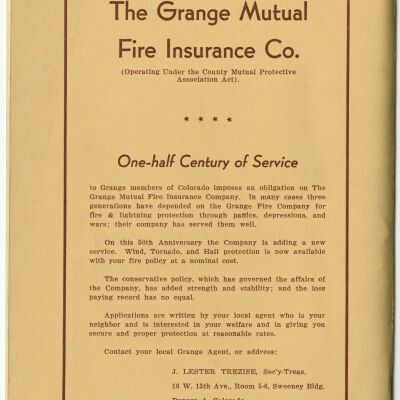 The Grange Mutual
Fire Insurance Co.
(Operating Under the County Mutual Protective
Association Act).
* * * *
One-half Century of Service
to Grange members of Colorado imposes an obligation on The
Grange Mutual Fire Insurance Company. In many cases three
generations have depended on the Grange Fire Company for
fire & lightning protection through panics, depressions, and
wars; their company has served them well.
On this 50th Anniversary the Company is adding a new
service. Wind, Tornado, and Hail protection is now available
with your fire policy at a nominal cost.
The conservative policy, which has governed the affairs of
the Company, has added strength and stability; and the loss
paying record has no equal.
Applications are written by your local agent who is your
neighbor and is interested in your welfare and in giving you
secure and proper protection at reasonable rates.
Contact your local Grange Agent, or address:
J. LESTER TREZISE, Sec'y-Treas.
16 W. 13th Ave., Room 5-6, Sweeney Bldg.
Denver 4, Colorado